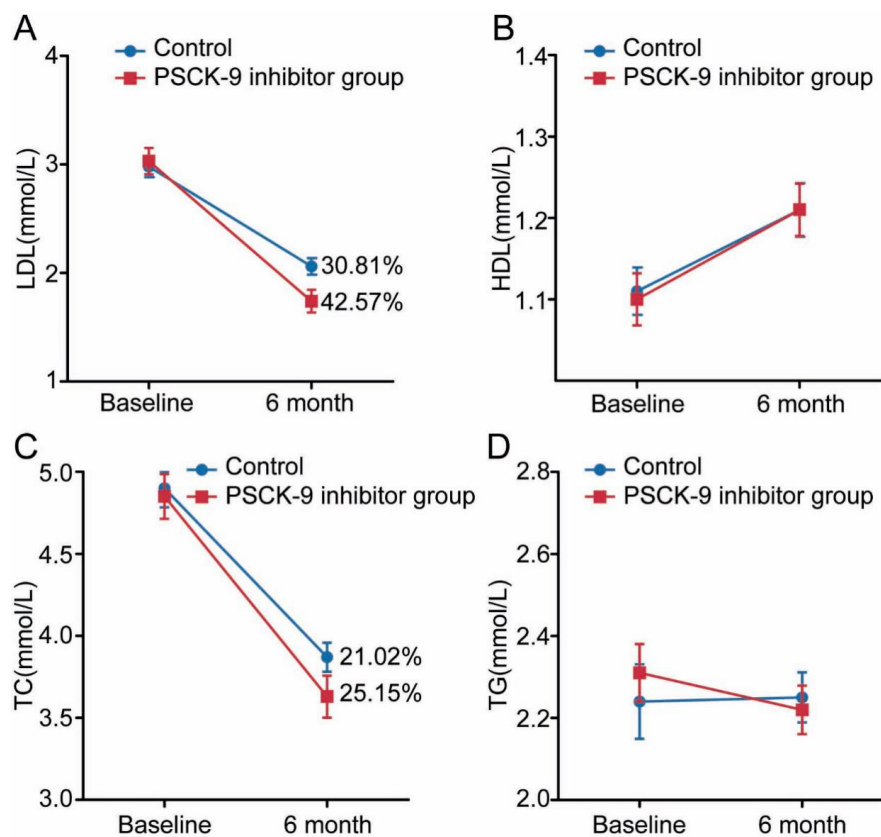 A
Control
PSCK-9 inhibitor group
LDL(mmol/L)
4
3
2
1
30.81%
42.57%
Baseline
6 month
B
Control
PSCK-9 inhibitor group
HDL(mmol/L)
1.4
1.3
1.2
1.1
Baseline
6 month
C
Control
PSCK-9 inhibitor group
TC(mmol/L)
5.0
4.5
4.0
3.5
3.0
21.02%
25.15%
Baseline
6 month
D
Control
PSCK-9 inhibitor group
TG(mmol/L)
2.8
2.6
2.4
2.2
2.0
Baseline
6 month